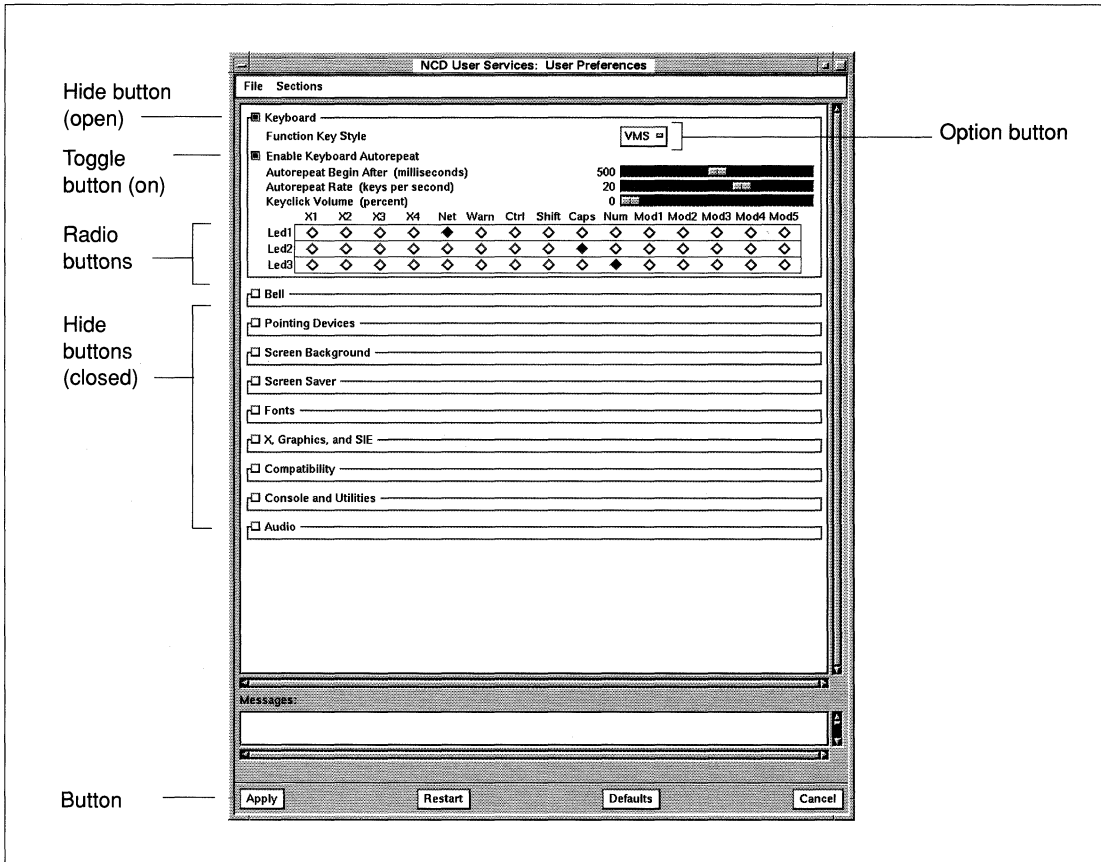 NCD User Services: User Preferences
File Sections
Hide button
(open)
Keyboard
Function Key Style
VMS
Option button
Toggle
button (on)
Enable Keyboard Autorepeat
Autorepeat Begin After (milliseconds)
500
Autorepeat Rate (keys per second)
20
Keyclick Volume (percent)
0
X1 X2 X3 X4 Net Warn Ctrl Shift Caps Num Mod1 Mod2 Mod3 Mod4 Mod5
Radio
buttons
Led1
Led2
Led3
Hide
buttons
(closed)
Bell
Pointing Devices
Screen Background
Screen Saver
Fonts
X, Graphics, and SIE
Compatibility
Console and Utilities
Audio
Messages:
Button
Apply
Restart
Defaults
Cancel